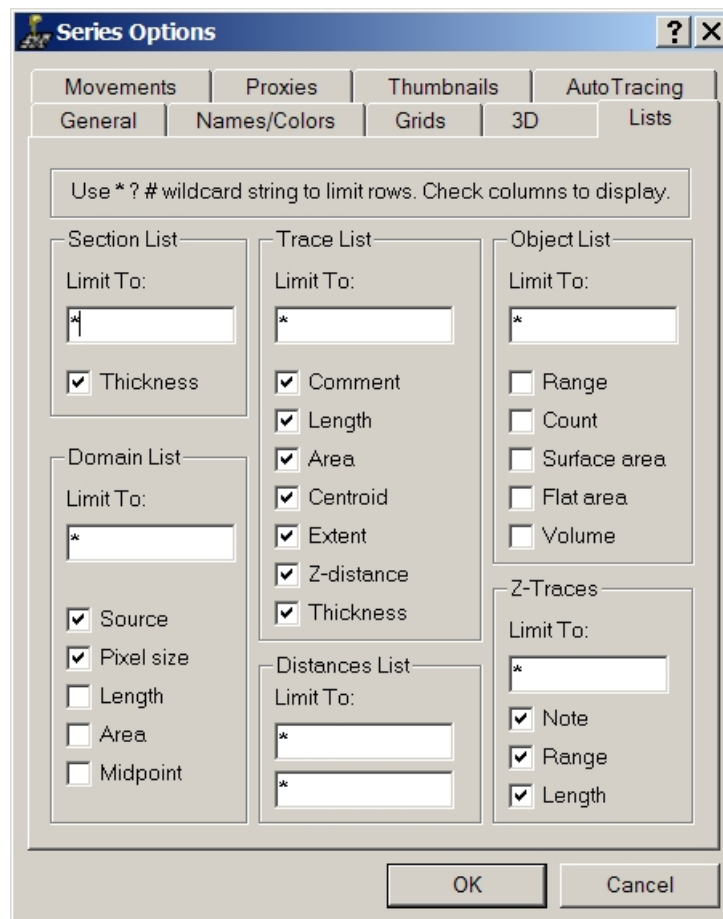 Series Options
Movements Proxies Thumbnails AutoTracing
General Names/Colors Grids 3D Lists
Use * ? # wildcard string to limit rows. Check columns to display.
Section List
Limit To:
*
Thickness
Domain List
Limit To:
*
Source
Pixel size
Length
Area
Midpoint
Trace List
Limit To:
*
Comment
Length
Area
Centroid
Extent
Z-distance
Thickness
Distances List
Limit To:
*
*
Object List
Limit To:
*
Range
Count
Surface area
Flat area
Volume
Z-Traces
Limit To:
*
Note
Range
Length
OK Cancel